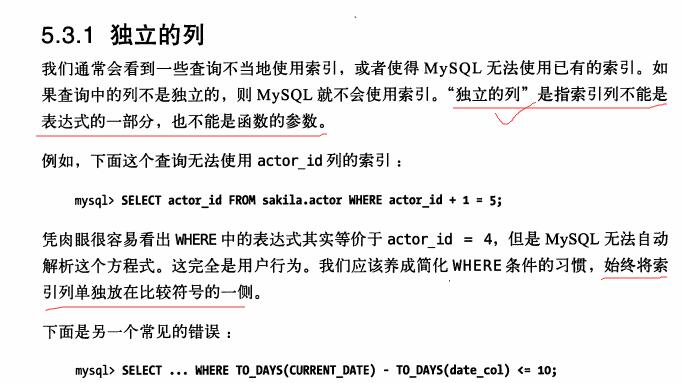 5.3.1 独立的列
我们通常会看到一些查询不当地使用索引，或者使得 MySQL 无法使用已有的索引。如
果查询中的列不是独立的，则 MySQL 就不会使用索引。“独立的列”是指索引列不能是
表达式的一部分，也不能是函数的参数。
例如，下面这个查询无法使用 actor_id 列的索引：
mysql> SELECT actor_id FROM sakila.actor WHERE actor_id + 1 = 5;
凭肉眼很容易看出 WHERE 中的表达式其实等价于 actor_id = 4，但是 MySQL 无法自动
解析这个方程式。这完全是用户行为。我们应该养成简化 WHERE 条件的习惯，始终将索
引列单独放在比较符号的一侧。
下面是另一个常见的错误：
mysql> SELECT ... WHERE TO_DAYS(CURRENT_DATE) - TO_DAYS(date_col) <= 10;